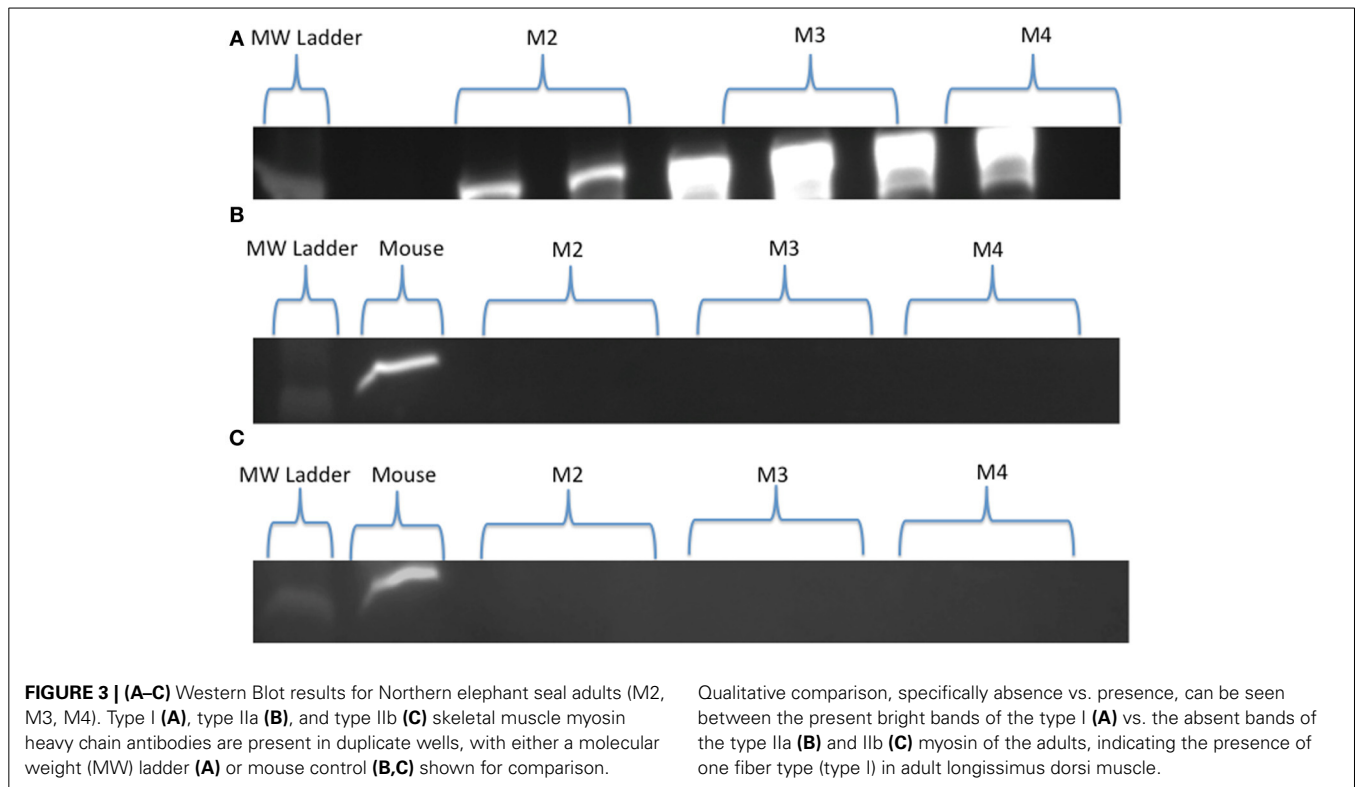 A MW Ladder M2 M3 M4
B
MW Ladder Mouse M2 M3 M4
C
MW Ladder Mouse M2 M3 M4
FIGURE 3 | (A–C) Western Blot results for Northern elephant seal adults (M2,
M3, M4). Type I (A), type IIa (B), and type IIb (C) skeletal muscle myosin
heavy chain antibodies are present in duplicate wells, with either a molecular
weight (MW) ladder (A) or mouse control (B,C) shown for comparison.
Qualitative comparison, specifically absence vs. presence, can be seen
between the present bright bands of the type I (A) vs. the absent bands of
the type IIa (B) and IIb (C) myosin of the adults, indicating the presence of
one fiber type (type I) in adult longissimus dorsi muscle.